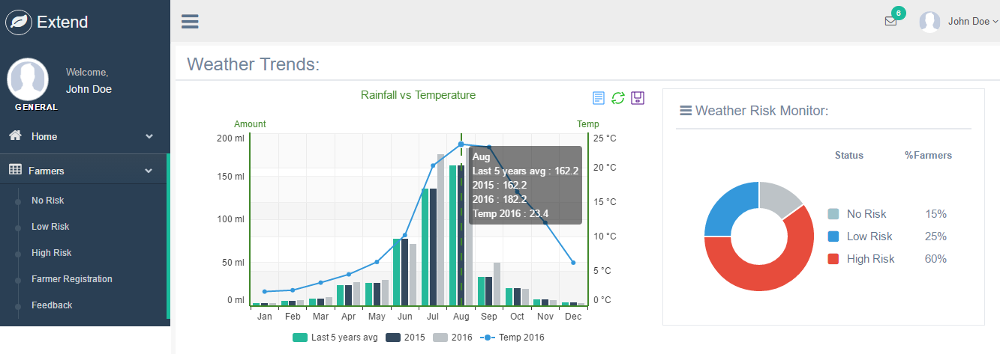 Extend
6
John Doe
Welcome,
John Doe
GENERAL
Home
Farmers
No Risk
Low Risk
High Risk
Farmer Registration
Feedback
Weather Trends:
Rainfall vs Temperature
Amount
Temp
200 ml
150 ml
100 ml
50 ml
0 ml
25 °C
20 °C
15 °C
10 °C
5 °C
0 °C
Aug
Last 5 years avg : 162.2
2015 : 162.2
2016 : 182.2
Temp 2016 : 23.4
Jan Feb Mar Apr May Jun Jul Aug Sep Oct Nov Dec
Last 5 years avg 2015 2016 Temp 2016
Weather Risk Monitor:
Status %Farmers
No Risk 15%
Low Risk 25%
High Risk 60%